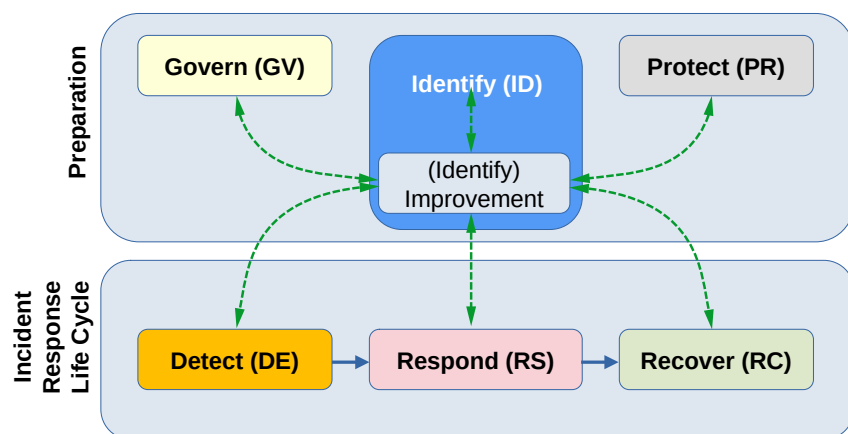 Preparation
Govern (GV)
Identify (ID)
Protect (PR)
(Identify)
Improvement
Incident
Response
Life Cycle
Detect (DE)
Respond (RS)
Recover (RC)